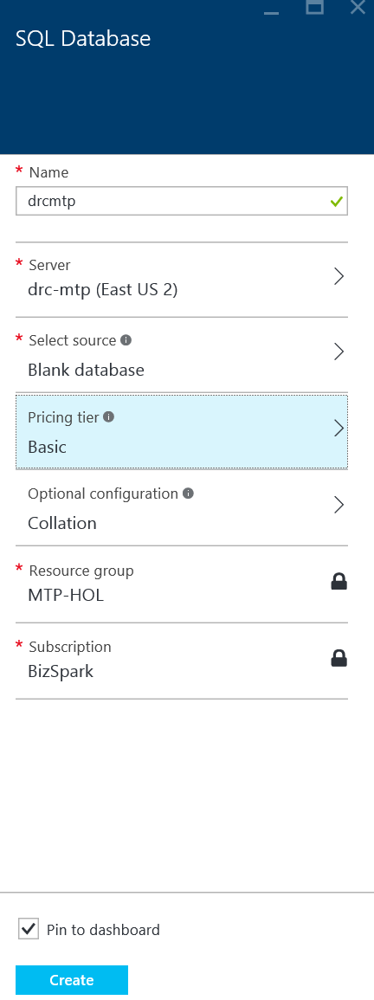 SQL Database
* Name
drcmtp
* Server
drc-mtp (East US 2)
* Select source
Blank database
Pricing tier
Basic
Optional configuration
Collation
* Resource group
MTP-HOL
* Subscription
BizSpark
Pin to dashboard
Create